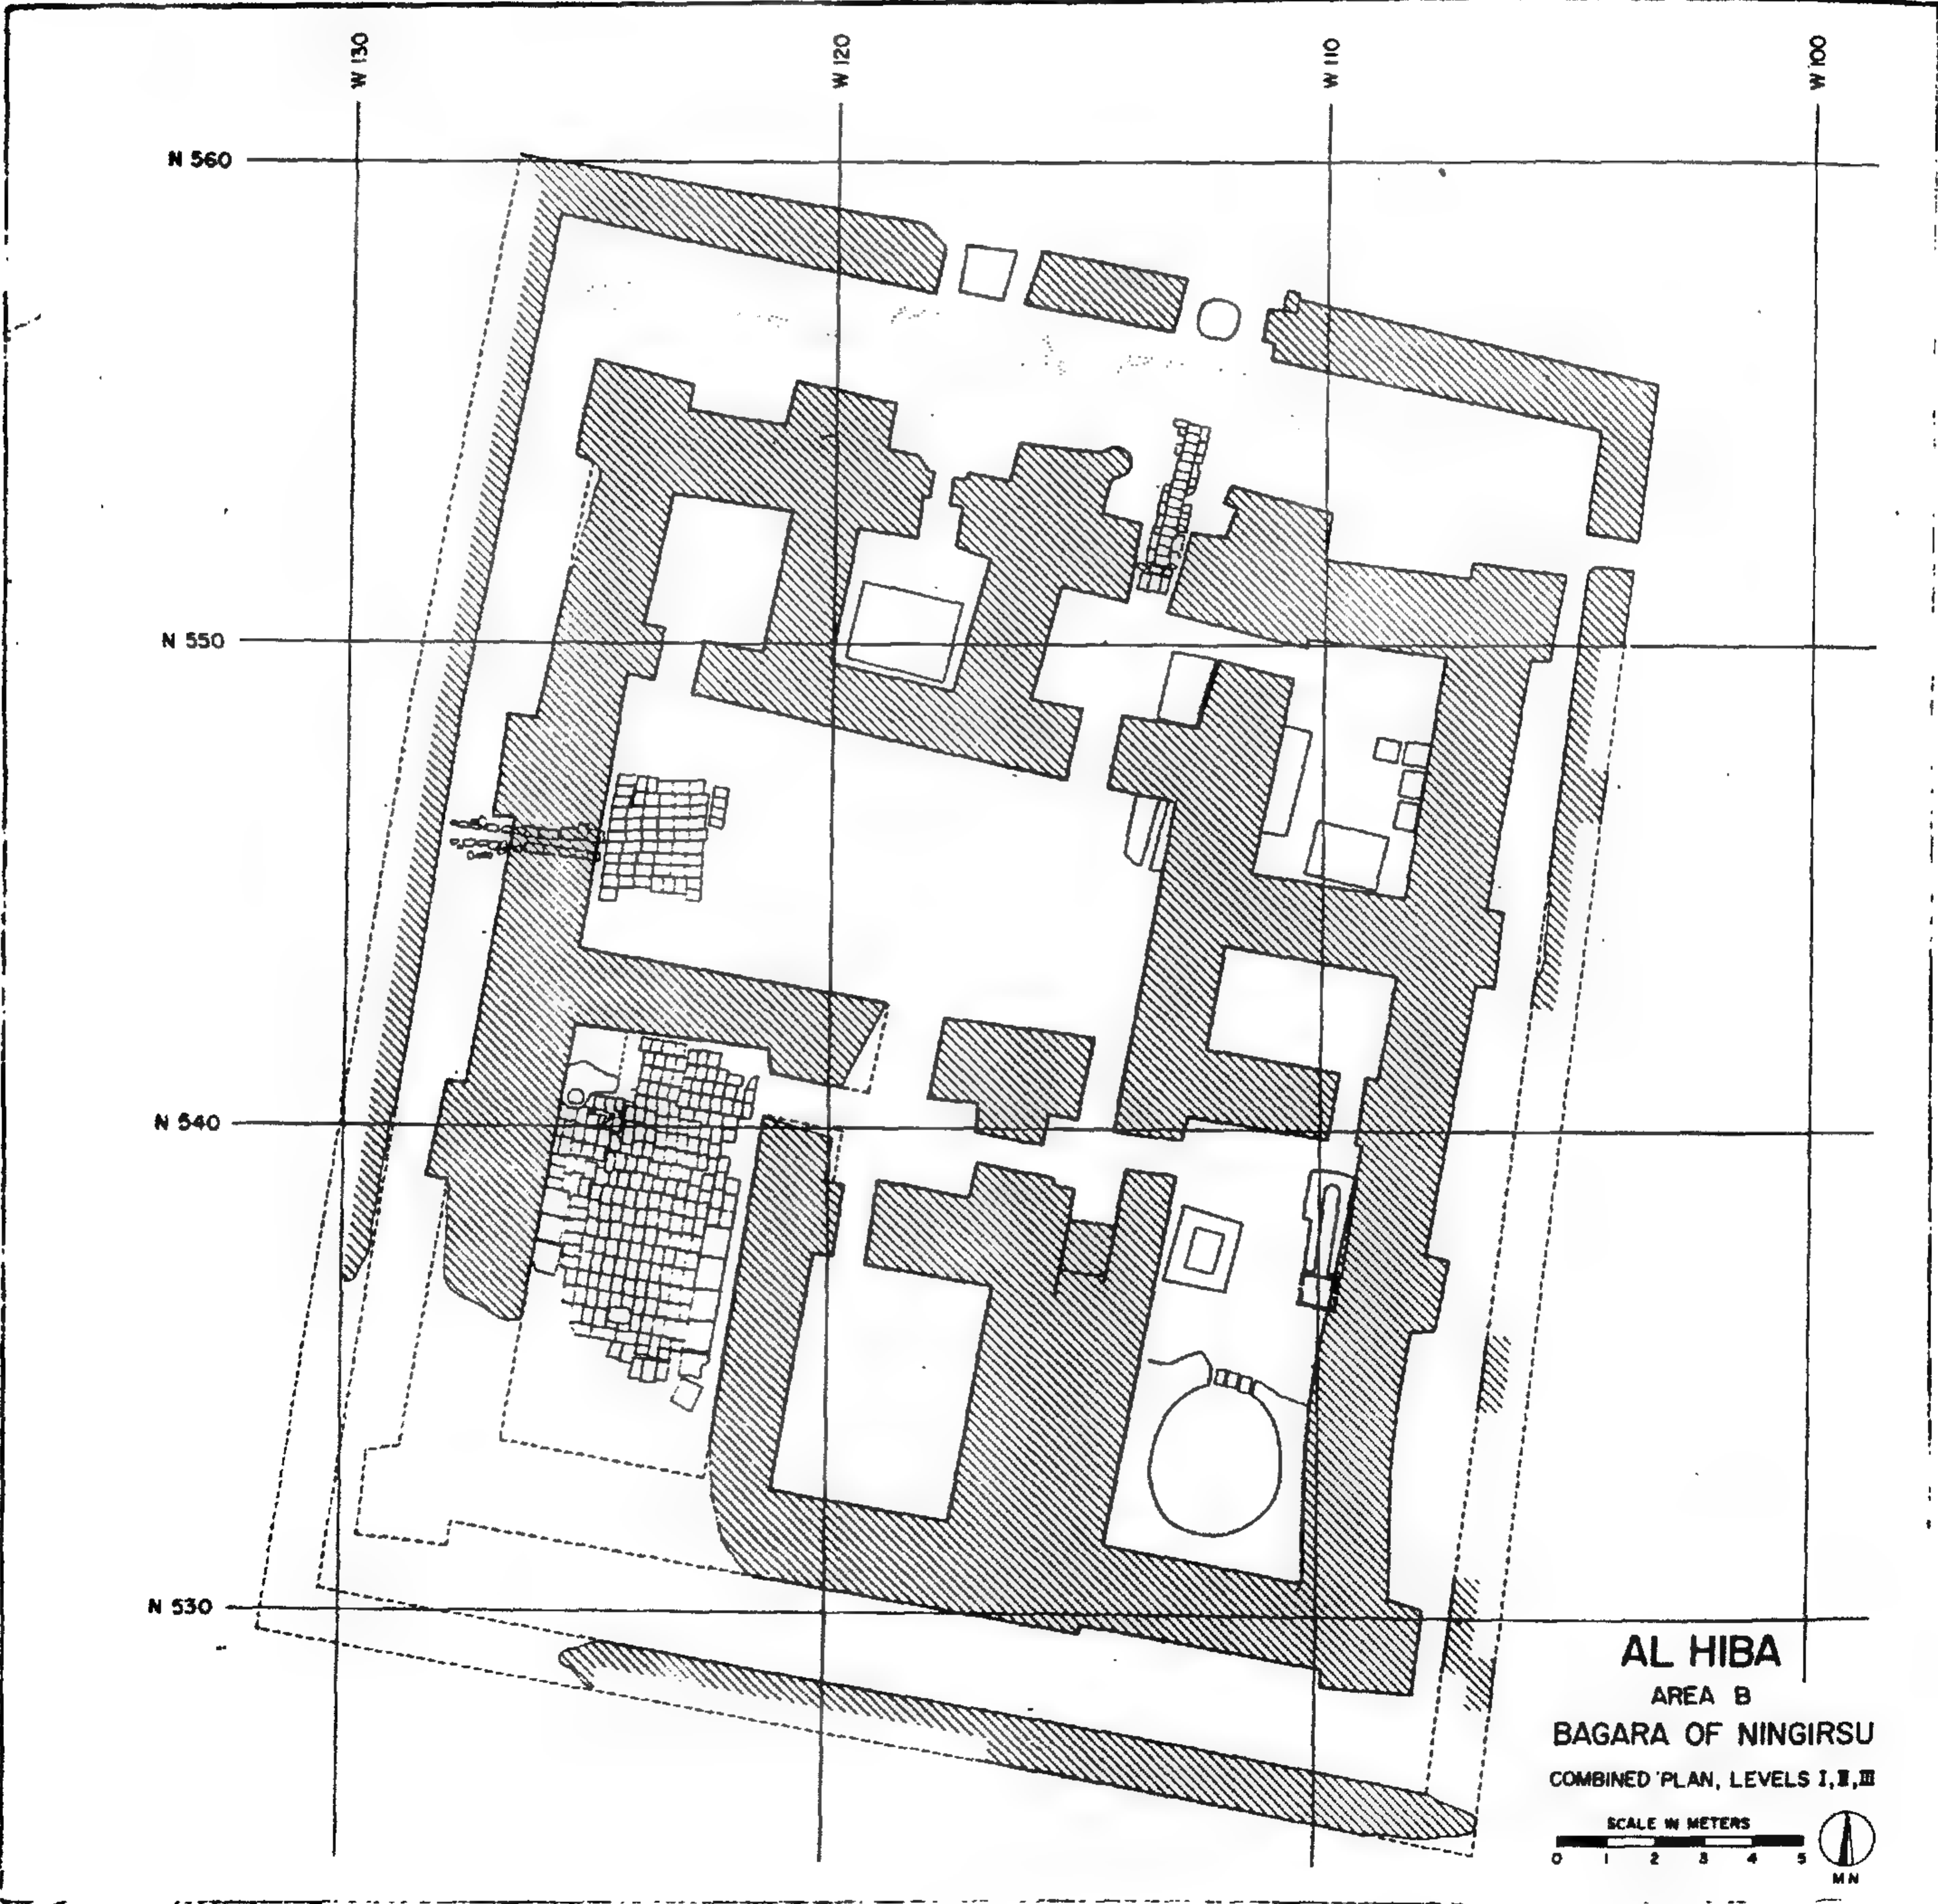 W 130
W 120
W 110
W 100
N 560
N 550
N 540
N 530
AL HIBA
AREA B
BAGARA OF NINGIRSU
COMBINED PLAN, LEVELS I, II, III
SCALE IN METERS
0 1 2 3 4 5
MN